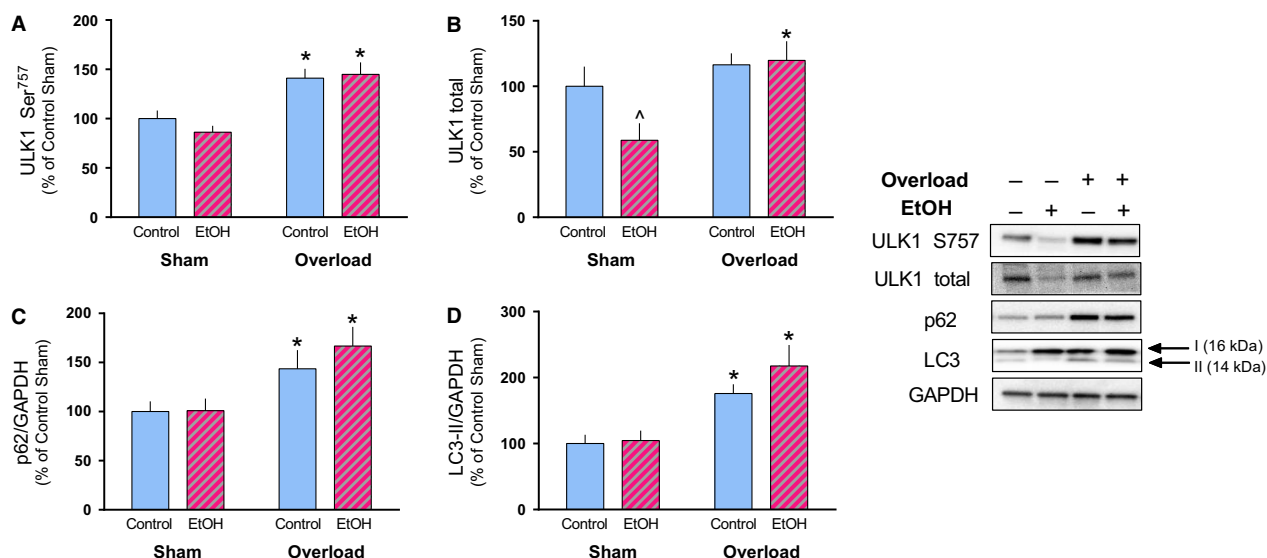 A
ULK1 Ser757
(% of Control Sham)
200
150
100
50
0
*
*
Control
EtOH
Control
EtOH
Sham
Overload
B
ULK1 total
(% of Control Sham)
150
100
50
0
^
*
Control
EtOH
Control
EtOH
Sham
Overload
C
p62/GAPDH
(% of Control Sham)
200
150
100
50
0
*
*
Control
EtOH
Control
EtOH
Sham
Overload
D
LC3-II/GAPDH
(% of Control Sham)
300
200
100
0
*
*
Control
EtOH
Control
EtOH
Sham
Overload
Overload – – + +
EtOH – + – +
ULK1 S757
ULK1 total
p62
LC3
I (16 kDa)
II (14 kDa)
GAPDH